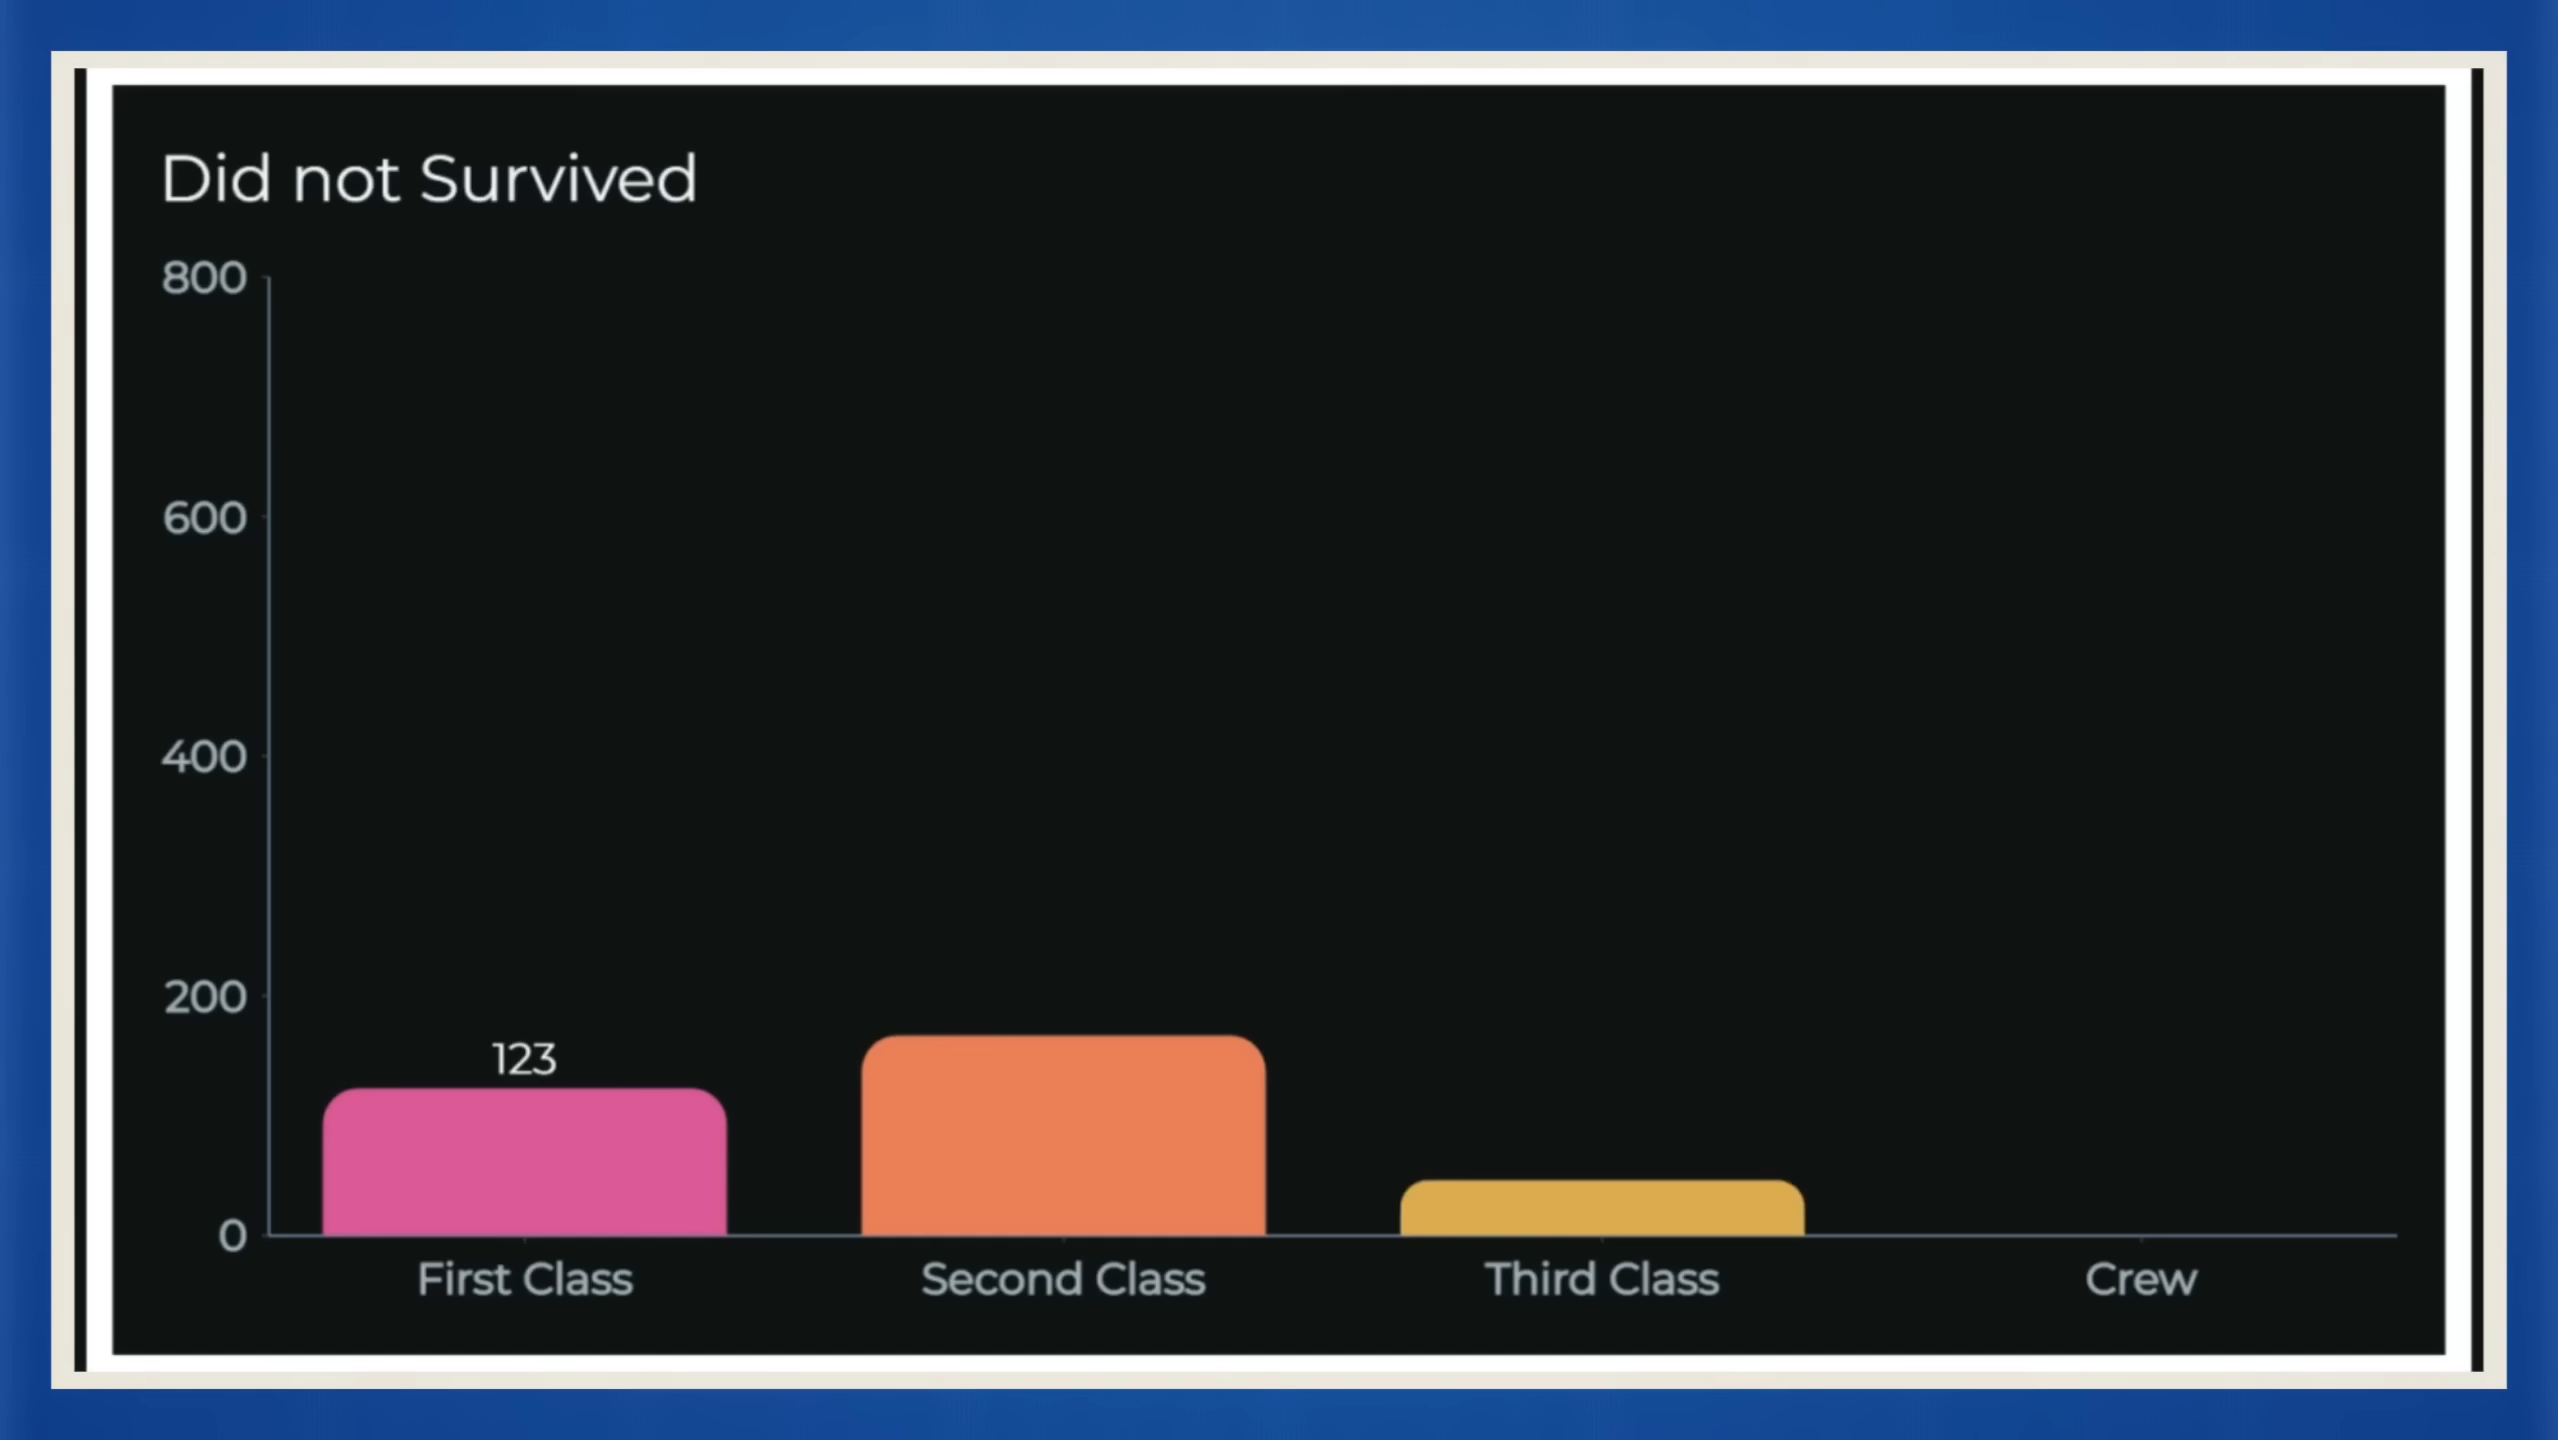 Did not Survived
800
600
400
200
0
123
First Class
Second Class
Third Class
Crew